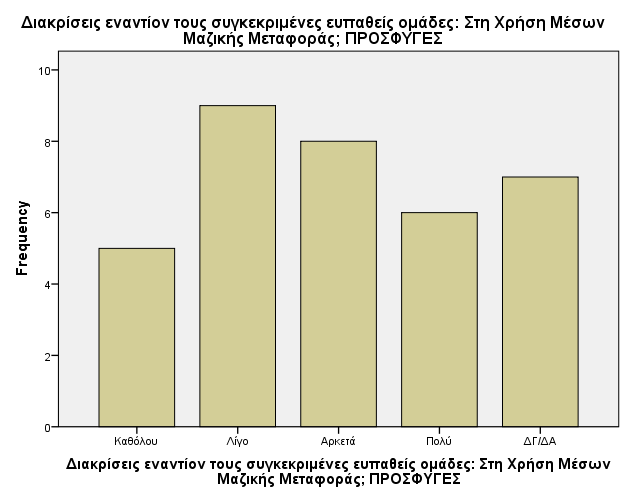 Διακρίσεις εναντίον τους συγκεκριμένες ευπαθείς ομάδες: Στη Χρήση Μέσων
Μαζικής Μεταφοράς; ΠΡΟΣΦΥΓΕΣ
10
8
6
4
2
0
Frequency
Καθόλου Λίγο Αρκετά Πολύ ΔΓ/ΔΑ
Διακρίσεις εναντίον τους συγκεκριμένες ευπαθείς ομάδες: Στη Χρήση Μέσων
Μαζικής Μεταφοράς; ΠΡΟΣΦΥΓΕΣ